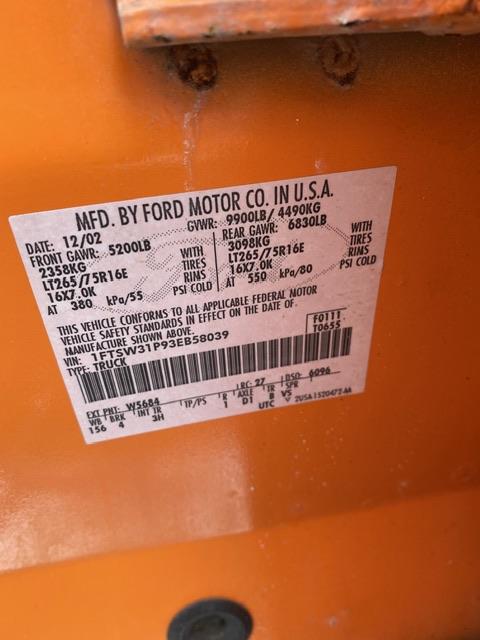 MFD. BY FORD MOTOR CO. IN U.S.A.
DATE: 12/02 GVWR: 9900LB/ 4490KG
FRONT GAWR: 5200LB REAR GAWR: 6830LB
2358KG WITH 3098KG WITH
LT265/75R16E TIRES LT265/75R16E TIRES
16X7.0K RIMS 16X7.0K RIMS
AT 380 kPa/55 PSI COLD AT 550 kPa/80 PSI COLD
THIS VEHICLE CONFORMS TO ALL APPLICABLE FEDERAL MOTOR
VEHICLE SAFETY STANDARDS IN EFFECT ON THE DATE OF
MANUFACTURE SHOWN ABOVE.
VIN: 1FTSW31P93EB58039 F0111
TYPE: TRUCK T0655
EXT PNT: W5684 RC: 27 DSO: 6096
WB BRK INT TR TP/PS R AXLE TR SPR
156 4 3H 1 D1 B V5
UTC 2USA1520472-AA